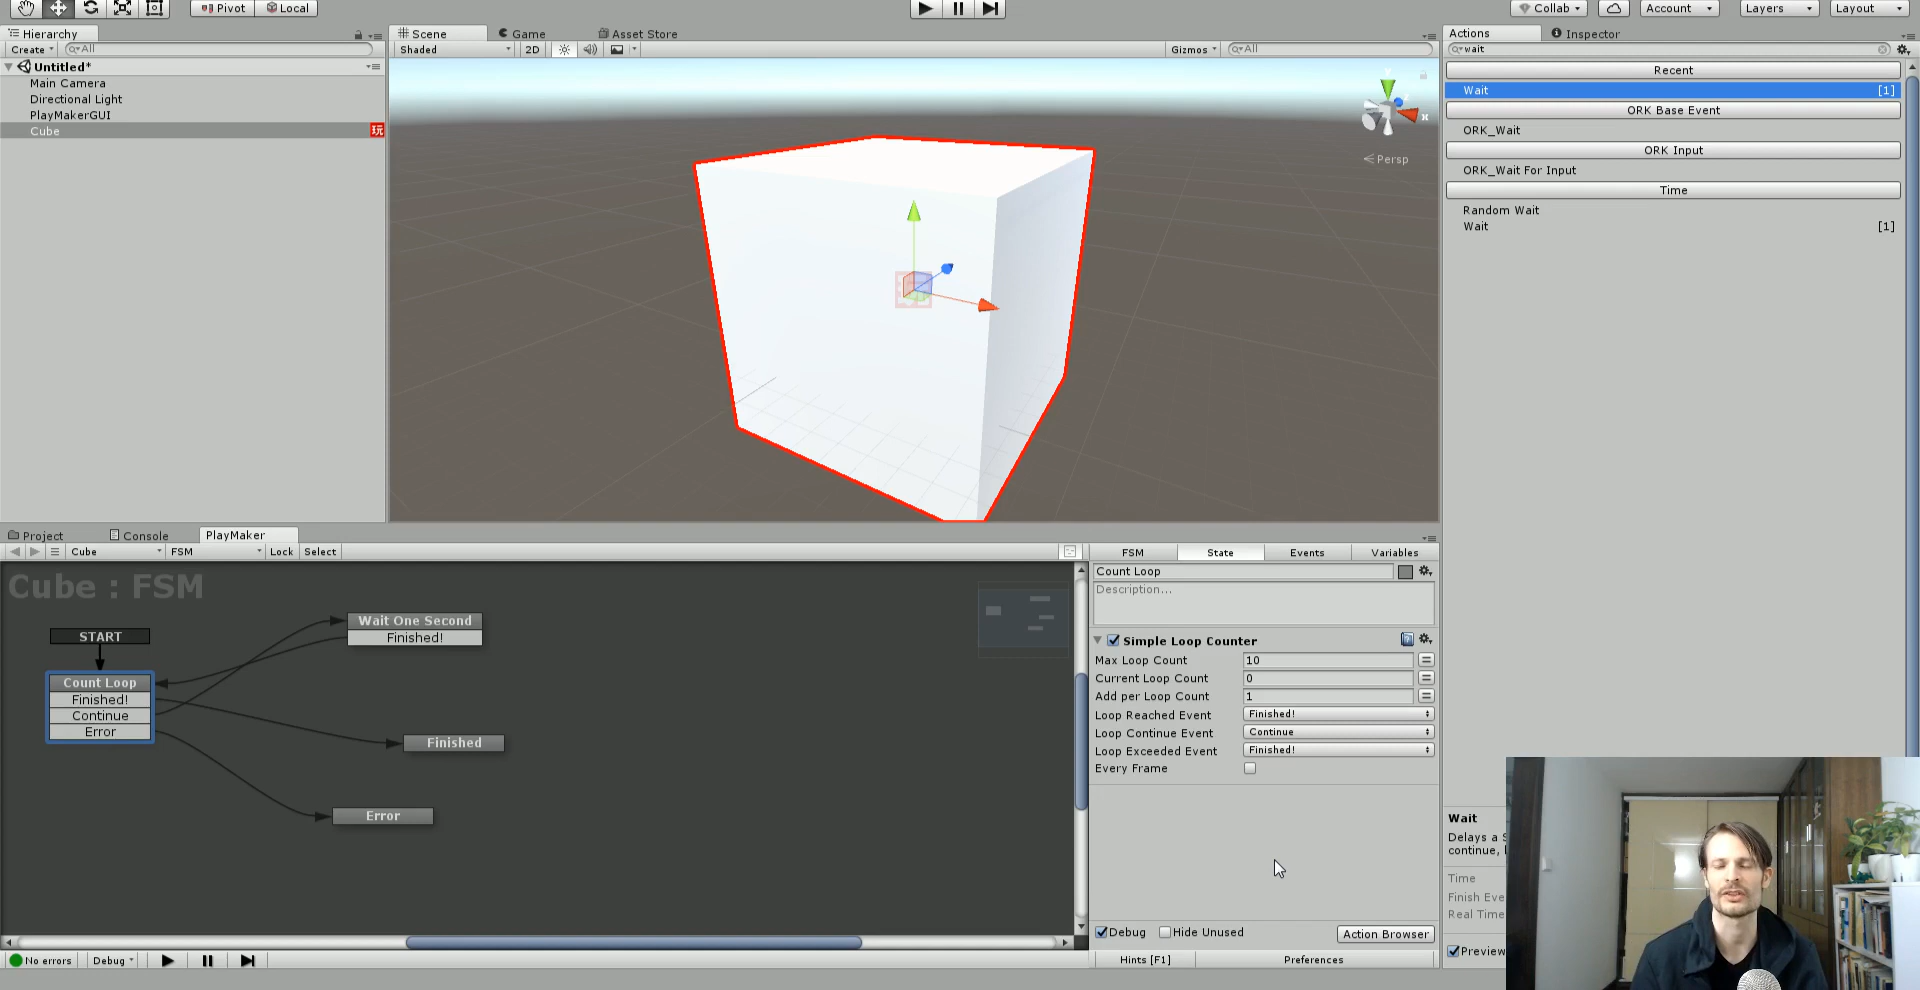 Pivot Local
Collab Account Layers Layout
Hierarchy
Create All
Untitled*
Main Camera
Directional Light
PlayMakerGUI
Cube 玩
Scene Game Asset Store
Shaded 2D Gizmos All
x
Persp
Actions Inspector
wait
Recent
Wait [1]
ORK Base Event
ORK_Wait
ORK Input
ORK_Wait For Input
Time
Random Wait
Wait [1]
Project Console PlayMaker
Cube FSM Lock Select
Cube : FSM
START
Count Loop
Finished!
Continue
Error
Wait One Second
Finished!
Finished
Error
FSM State Events Variables
Count Loop
Description...
Simple Loop Counter
Max Loop Count 10
Current Loop Count 0
Add per Loop Count 1
Loop Reached Event Finished!
Loop Continue Event Continue
Loop Exceeded Event Finished!
Every Frame
Debug Hide Unused Action Browser
Hints [F1] Preferences
No errors Debug
Wait
Delays a
continue,
Time
Finish Eve
Real Time
Preview